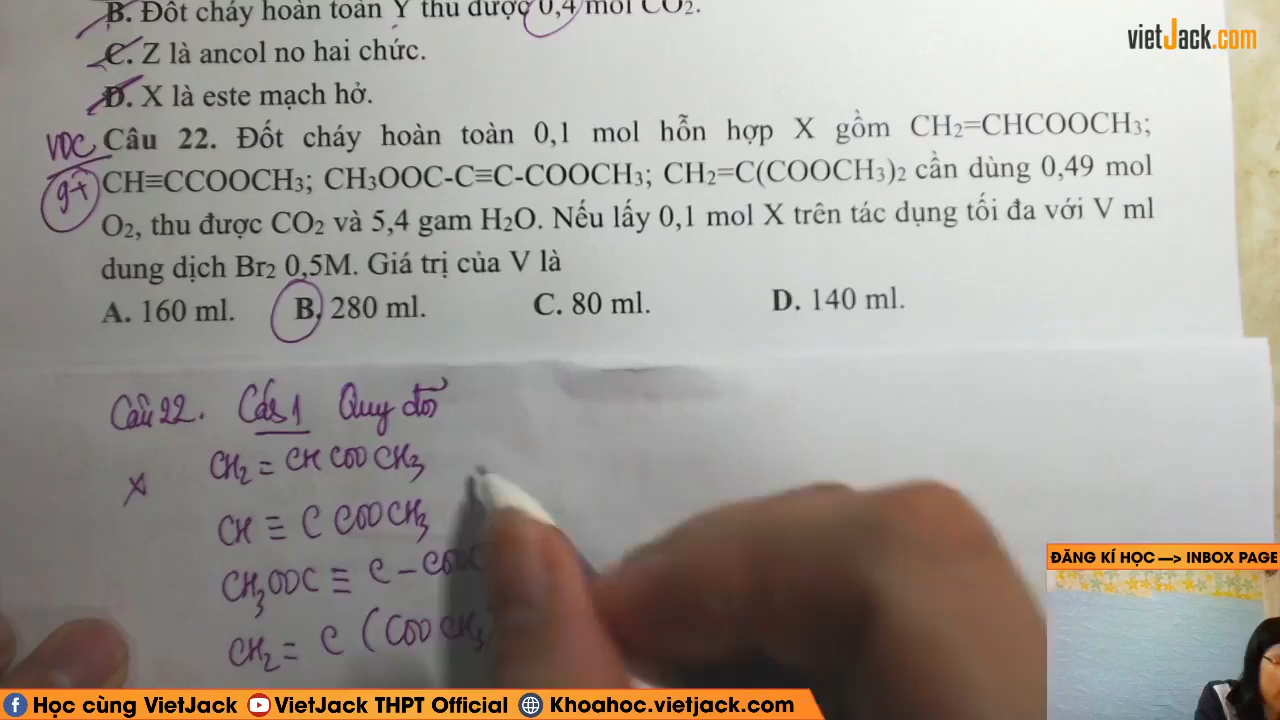 B. Đốt cháy hoàn toàn Y thu được 0,4 mol CO₂.
vietJack.com
C. Z là ancol no hai chức.
D. X là este mạch hở.
VDC Câu 22. Đốt cháy hoàn toàn 0,1 mol hỗn hợp X gồm CH₂=CHCOOCH₃;
9+ CH≡CCOOCH₃; CH₃OOC-C≡C-COOCH₃; CH₂=C(COOCH₃)₂ cần dùng 0,49 mol
O₂, thu được CO₂ và 5,4 gam H₂O. Nếu lấy 0,1 mol X trên tác dụng tối đa với V ml
dung dịch Br₂ 0,5M. Giá trị của V là
A. 160 ml. B. 280 ml. C. 80 ml. D. 140 ml.
Câu 22. Các 1 Quy đổi
X CH₂ = CH COO CH₃
CH ≡ C COOCH₃
CH₃OOC ≡ C - COO
CH₂ = C (COO CH₃)
ĐĂNG KÍ HỌC —> INBOX PAGE
Học cùng VietJack VietJack THPT Official Khoahoc.vietjack.com